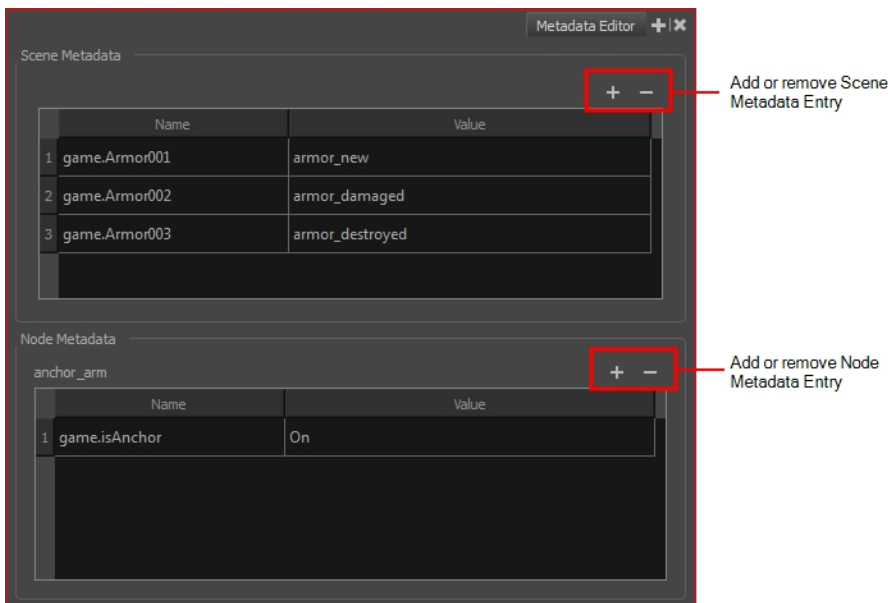 Metadata Editor
Scene Metadata
Add or remove Scene
Metadata Entry
Name Value
1 game.Armor001 armor_new
2 game.Armor002 armor_damaged
3 game.Armor003 armor_destroyed
Node Metadata
Add or remove Node
Metadata Entry
anchor_arm
Name Value
1 game.isAnchor On